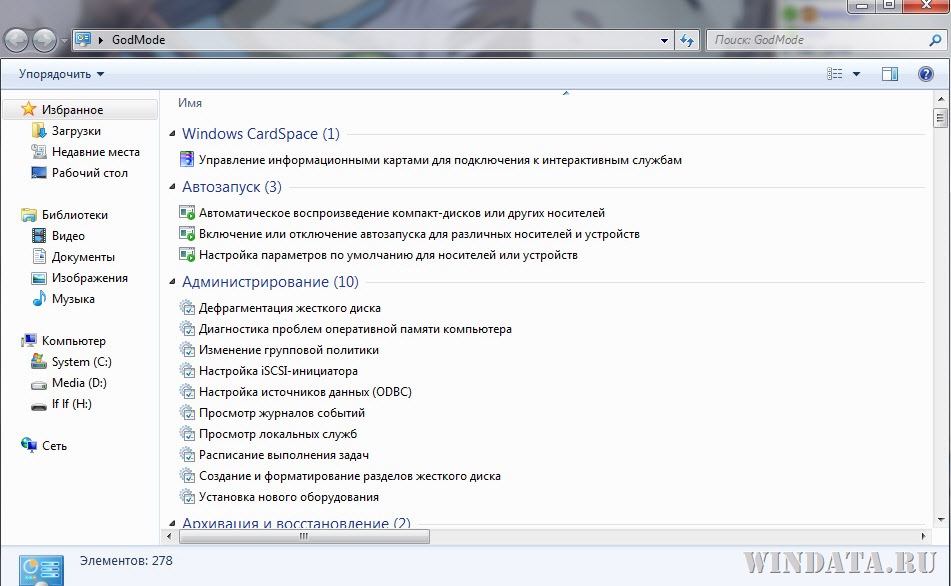 GodMode
Поиск: GodMode
Упорядочить
Имя
Избранное
Загрузки
Недавние места
Рабочий стол
Библиотеки
Видео
Документы
Изображения
Музыка
Компьютер
System (C:)
Media (D:)
If If (H:)
Сеть
Windows CardSpace (1)
Управление информационными картами для подключения к интерактивным службам
Автозапуск (3)
Автоматическое воспроизведение компакт-дисков или других носителей
Включение или отключение автозапуска для различных носителей и устройств
Настройка параметров по умолчанию для носителей или устройств
Администрирование (10)
Дефрагментация жесткого диска
Диагностика проблем оперативной памяти компьютера
Изменение групповой политики
Настройка iSCSI-инициатора
Настройка источников данных (ODBC)
Просмотр журналов событий
Просмотр локальных служб
Расписание выполнения задач
Создание и форматирование разделов жесткого диска
Установка нового оборудования
Архивация и восстановление (2)
Элементов: 278
WINDATA.RU